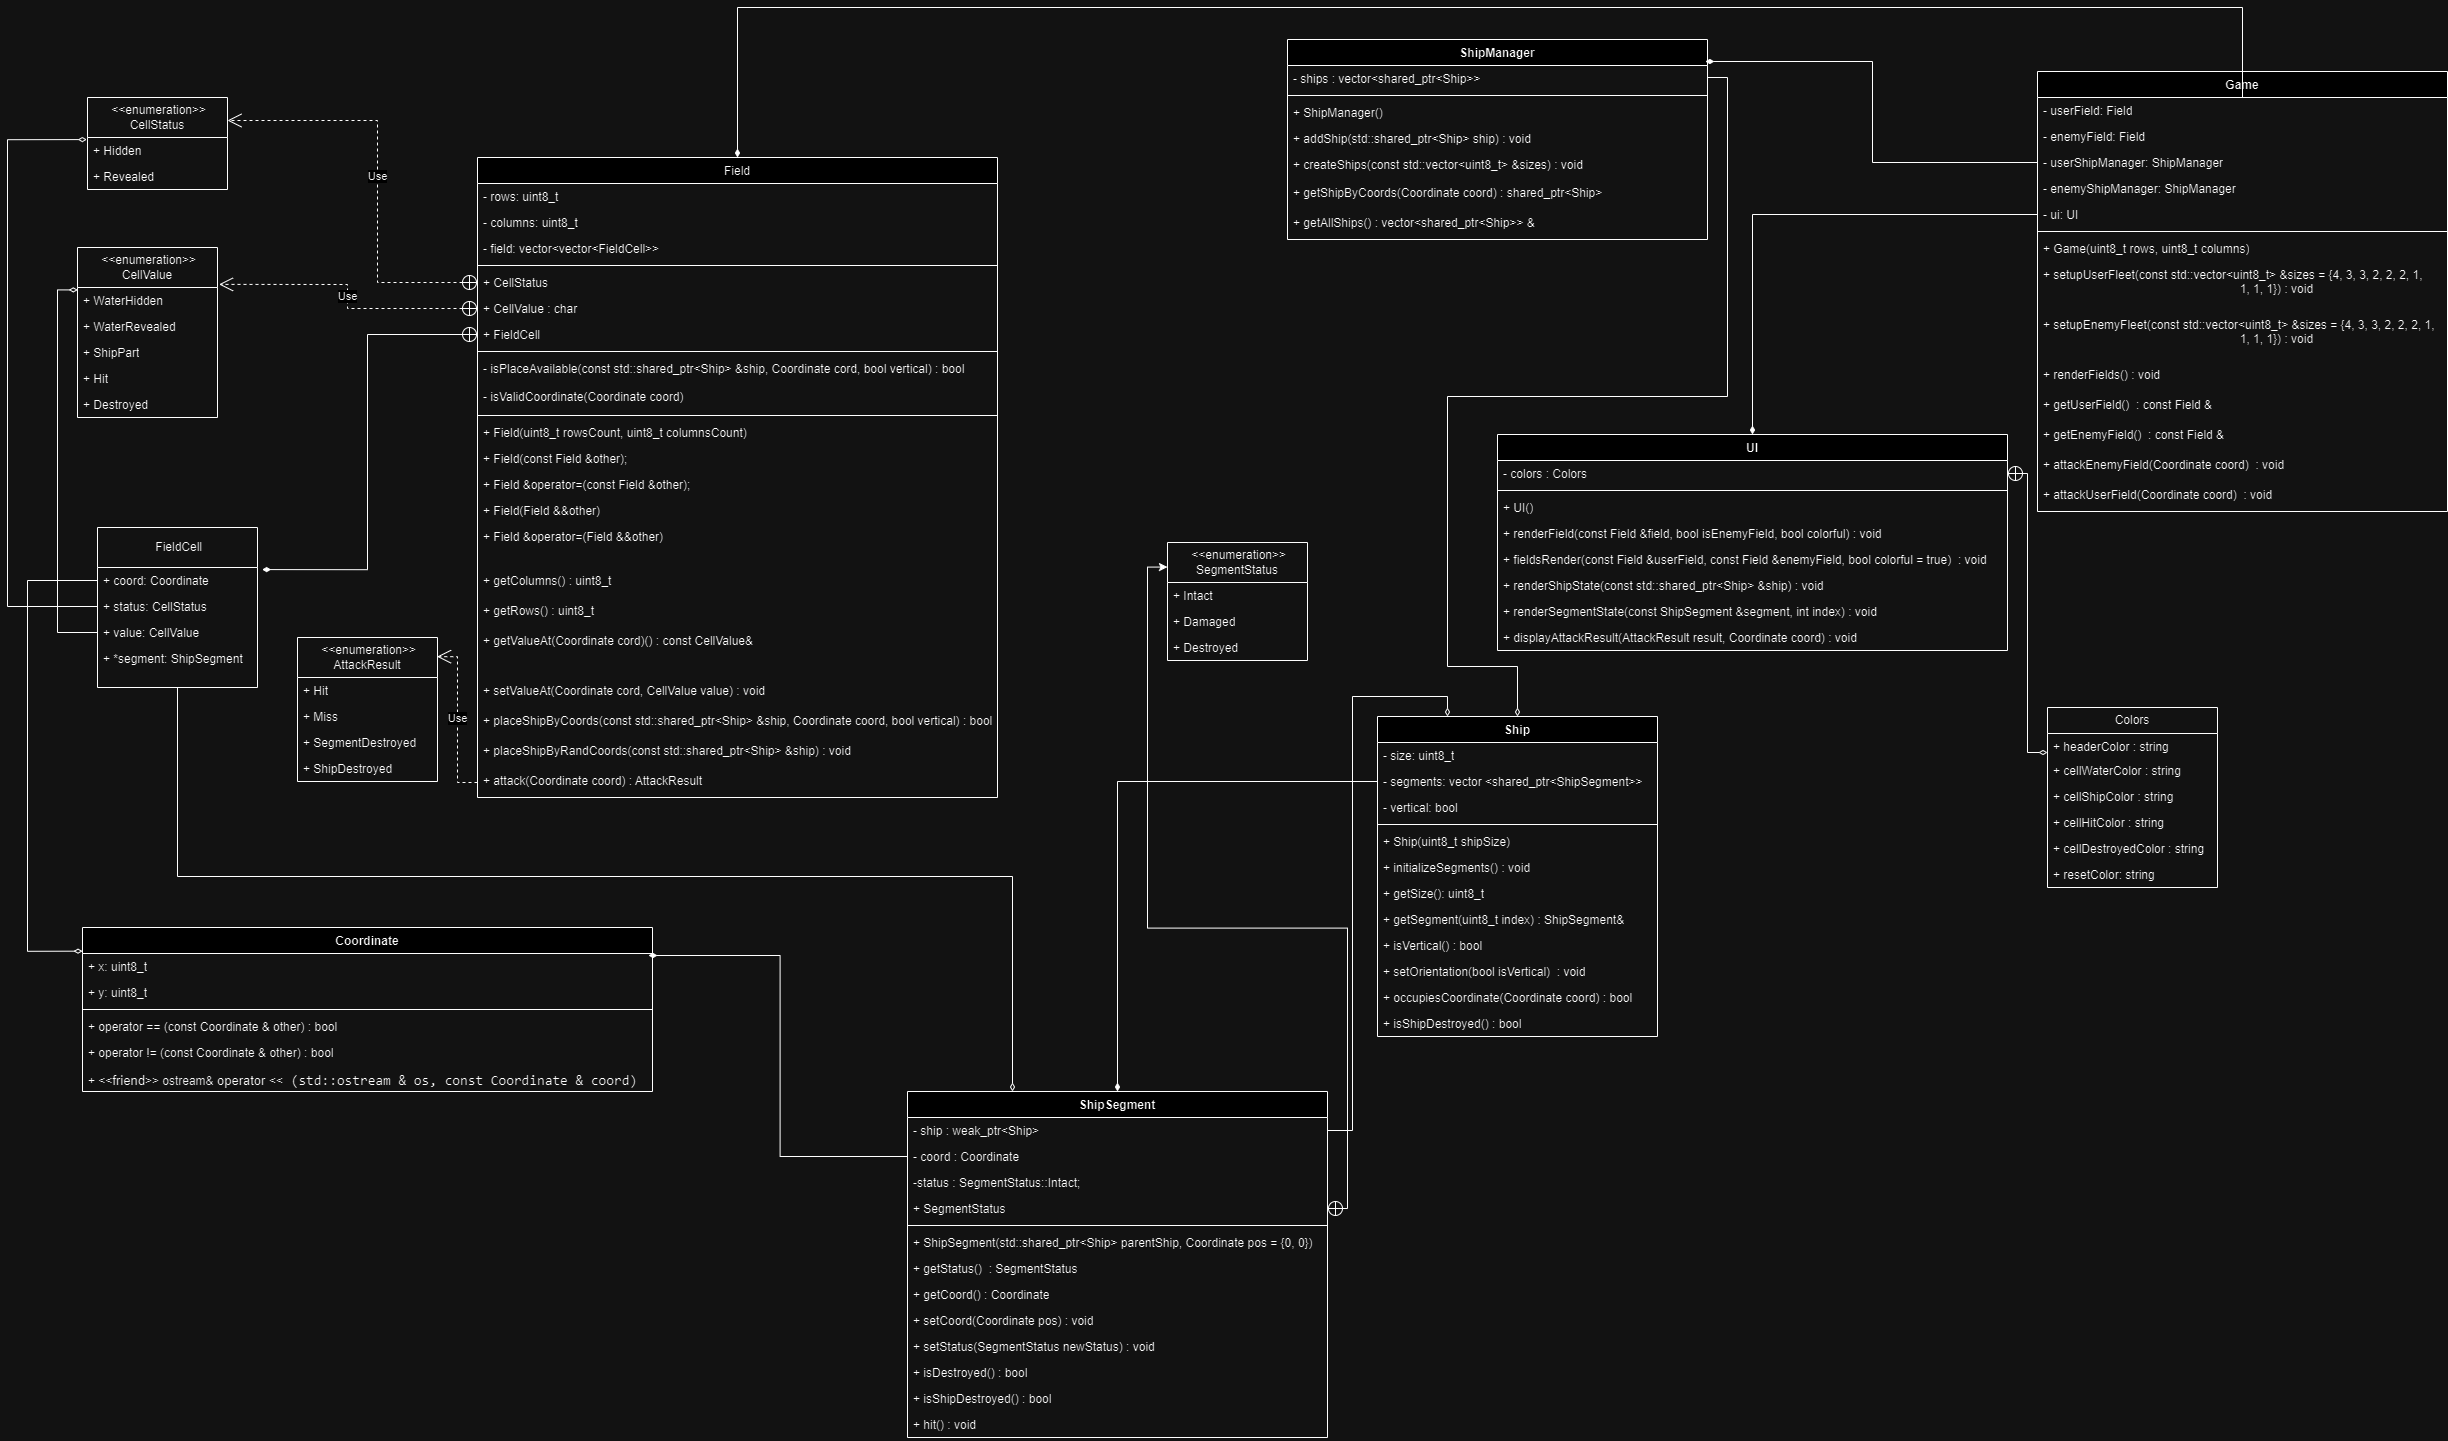 ShipManager
- ships : vector<shared_ptr<Ship>>
+ ShipManager()
+ addShip(std::shared_ptr<Ship> ship) : void
+ createShips(const std::vector<uint8_t> &sizes) : void
+ getShipByCoords(Coordinate coord) : shared_ptr<Ship>
+ getAllShips() : vector<shared_ptr<Ship>> &
Game
- userField: Field
- enemyField: Field
- userShipManager: ShipManager
- enemyShipManager: ShipManager
- ui: UI
+ Game(uint8_t rows, uint8_t columns)
+ setupUserFleet(const std::vector<uint8_t> &sizes = {4, 3, 3, 2, 2, 2, 1,
1, 1, 1}) : void
+ setupEnemyFleet(const std::vector<uint8_t> &sizes = {4, 3, 3, 2, 2, 2, 1,
1, 1, 1}) : void
+ renderFields() : void
+ getUserField()  : const Field &
+ getEnemyField()  : const Field &
+ attackEnemyField(Coordinate coord)  : void
+ attackUserField(Coordinate coord)  : void
<<enumeration>>
CellStatus
+ Hidden
+ Revealed
Use
<<enumeration>>
CellValue
+ WaterHidden
+ WaterRevealed
+ ShipPart
+ Hit
+ Destroyed
Use
Field
- rows: uint8_t
- columns: uint8_t
- field: vector<vector<FieldCell>>
+ CellStatus
+ CellValue : char
+ FieldCell
- isPlaceAvailable(const std::shared_ptr<Ship> &ship, Coordinate cord, bool vertical) : bool
- isValidCoordinate(Coordinate coord)
+ Field(uint8_t rowsCount, uint8_t columnsCount)
+ Field(const Field &other);
+ Field &operator=(const Field &other);
+ Field(Field &&other)
+ Field &operator=(Field &&other)
+ getColumns() : uint8_t
+ getRows() : uint8_t
+ getValueAt(Coordinate cord)() : const CellValue&
+ setValueAt(Coordinate cord, CellValue value) : void
+ placeShipByCoords(const std::shared_ptr<Ship> &ship, Coordinate coord, bool vertical) : bool
+ placeShipByRandCoords(const std::shared_ptr<Ship> &ship) : void
+ attack(Coordinate coord) : AttackResult
UI
- colors : Colors
+ UI()
+ renderField(const Field &field, bool isEnemyField, bool colorful) : void
+ fieldsRender(const Field &userField, const Field &enemyField, bool colorful = true)  : void
+ renderShipState(const std::shared_ptr<Ship> &ship) : void
+ renderSegmentState(const ShipSegment &segment, int index) : void
+ displayAttackResult(AttackResult result, Coordinate coord) : void
FieldCell
+ coord: Coordinate
+ status: CellStatus
+ value: CellValue
+ *segment: ShipSegment
<<enumeration>>
AttackResult
+ Hit
+ Miss
+ SegmentDestroyed
+ ShipDestroyed
Use
<<enumeration>>
SegmentStatus
+ Intact
+ Damaged
+ Destroyed
Ship
- size: uint8_t
- segments: vector <shared_ptr<ShipSegment>>
- vertical: bool
+ Ship(uint8_t shipSize)
+ initializeSegments() : void
+ getSize(): uint8_t
+ getSegment(uint8_t index) : ShipSegment&
+ isVertical() : bool
+ setOrientation(bool isVertical)  : void
+ occupiesCoordinate(Coordinate coord) : bool
+ isShipDestroyed() : bool
Colors
+ headerColor : string
+ cellWaterColor : string
+ cellShipColor : string
+ cellHitColor : string
+ cellDestroyedColor : string
+ resetColor: string
Coordinate
+ x: uint8_t
+ y: uint8_t
+ operator == (const Coordinate & other) : bool
+ operator != (const Coordinate & other) : bool
+ <<friend>> ostream& operator << (std::ostream & os, const Coordinate & coord)
ShipSegment
- ship : weak_ptr<Ship>
- coord : Coordinate
-status : SegmentStatus::Intact;
+ SegmentStatus
+ ShipSegment(std::shared_ptr<Ship> parentShip, Coordinate pos = {0, 0})
+ getStatus()  : SegmentStatus
+ getCoord() : Coordinate
+ setCoord(Coordinate pos) : void
+ setStatus(SegmentStatus newStatus) : void
+ isDestroyed() : bool
+ isShipDestroyed() : bool
+ hit() : void